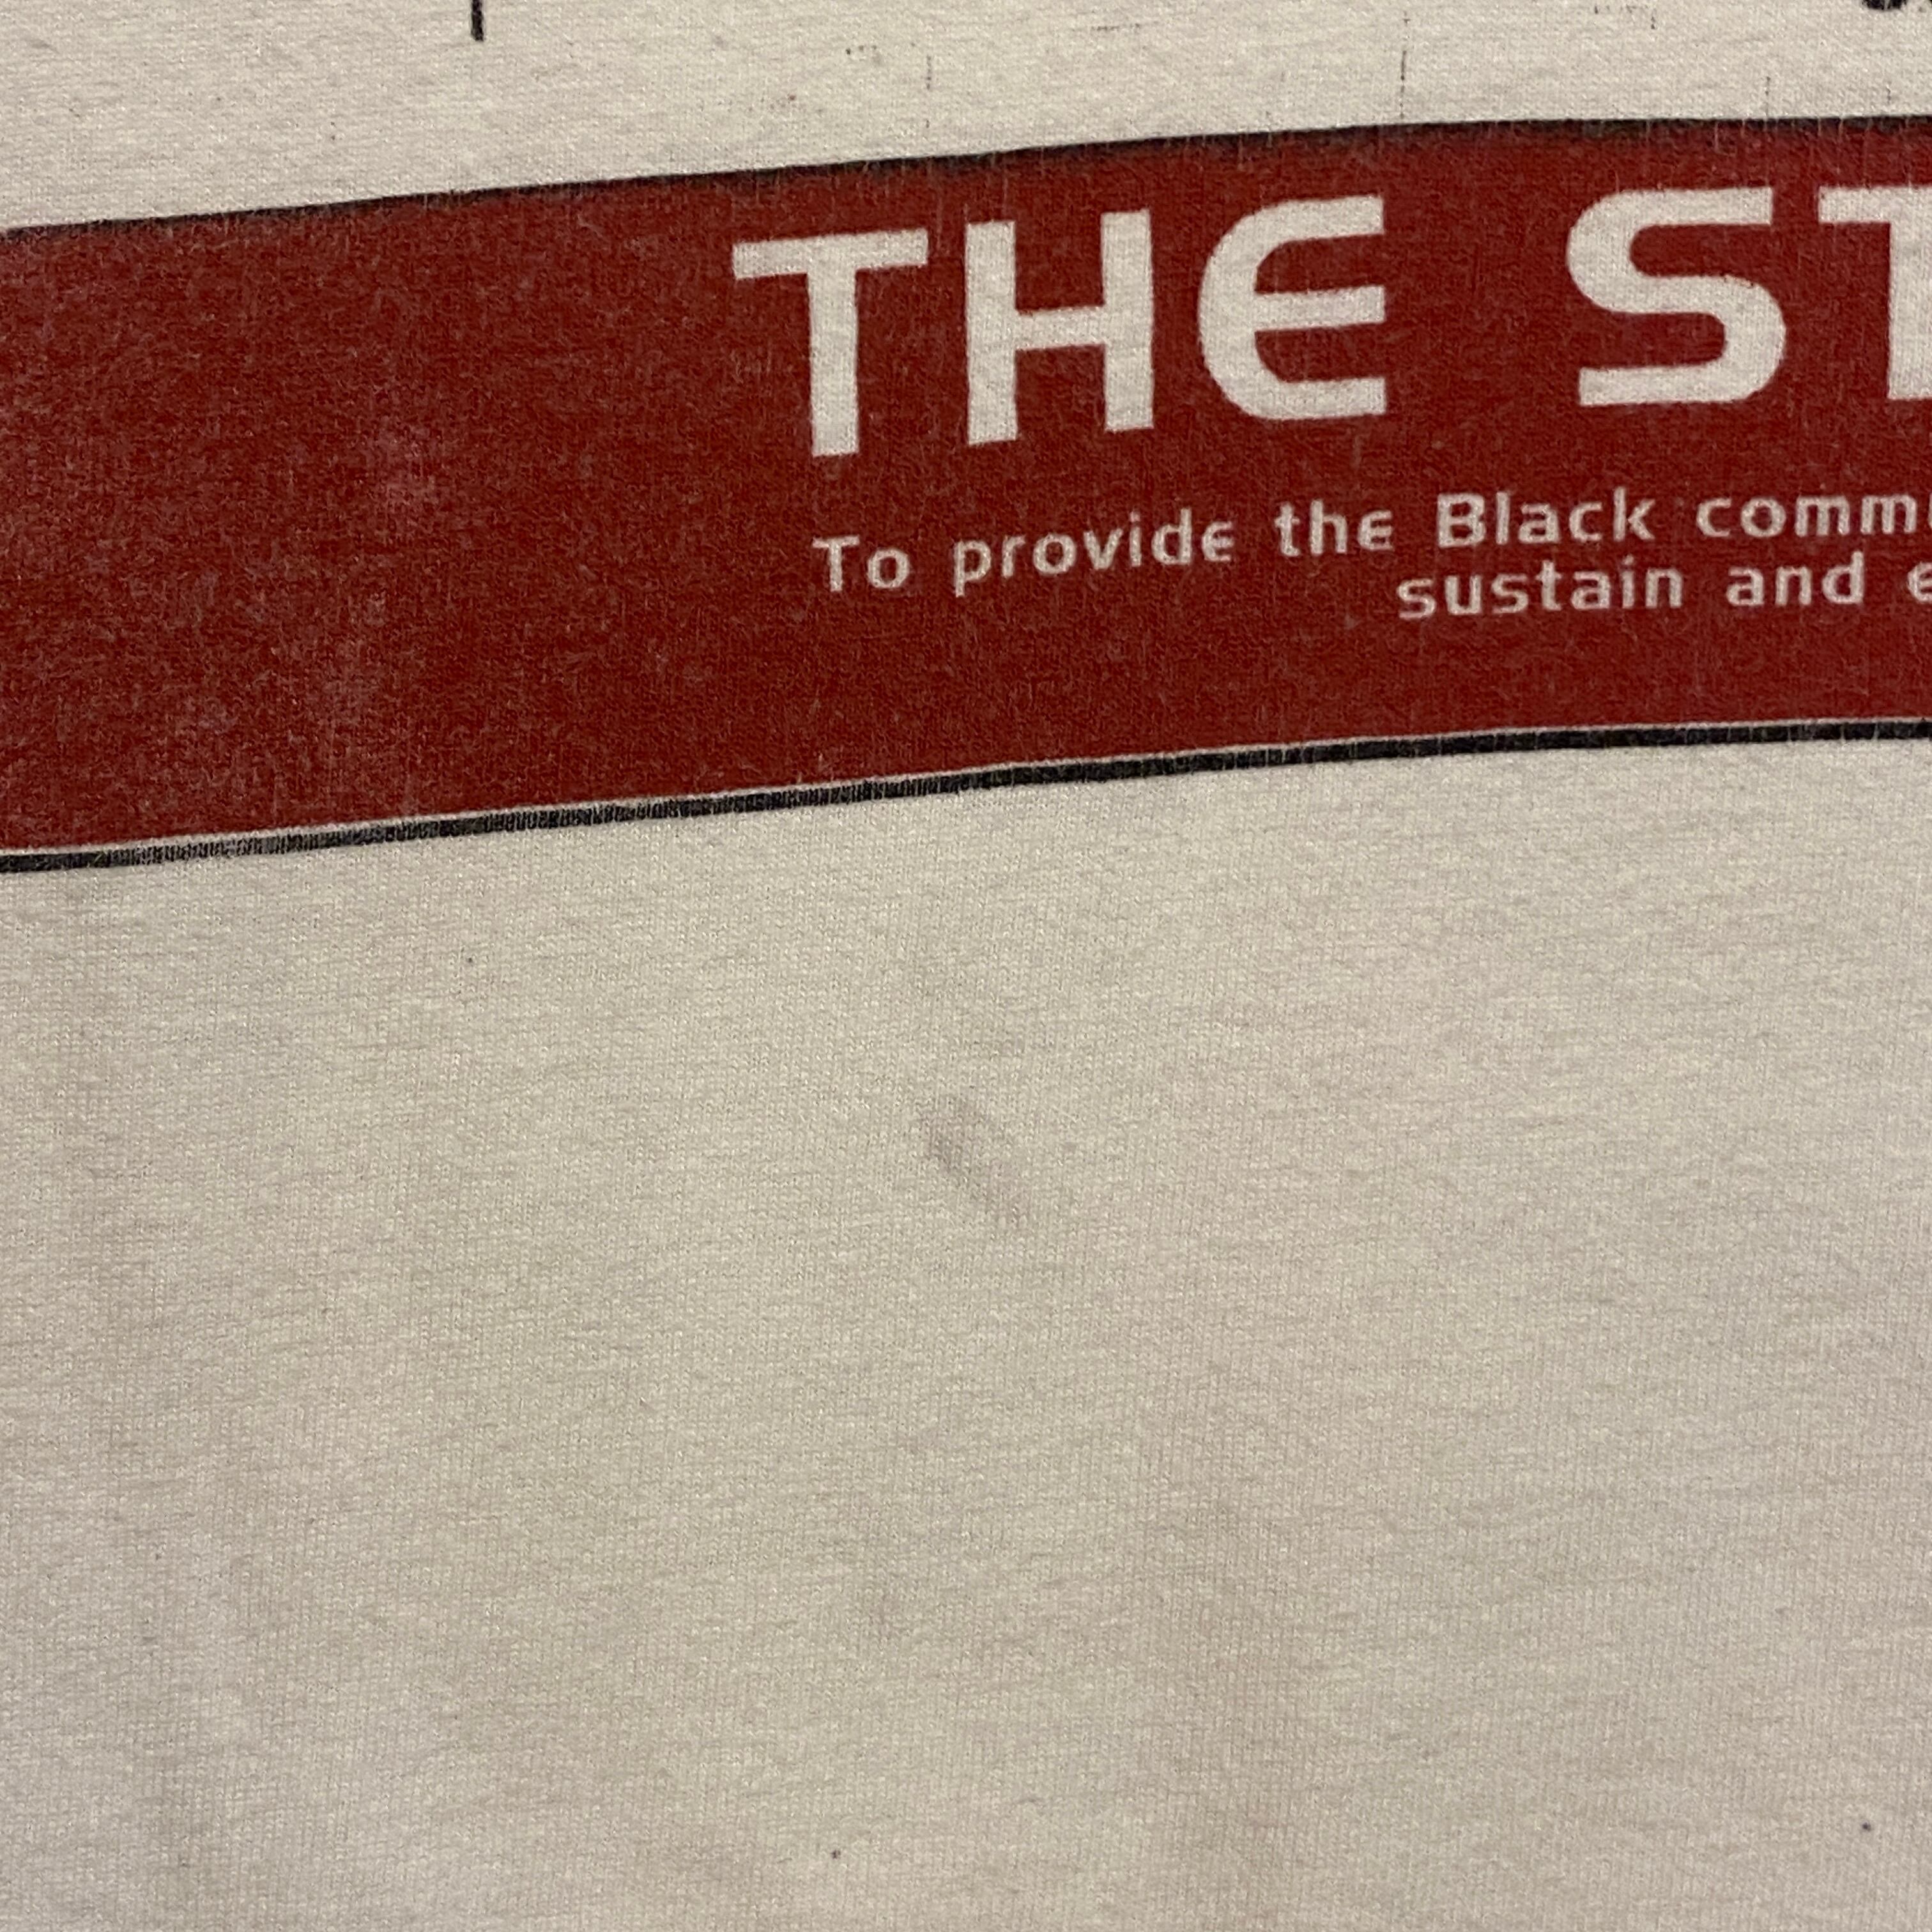 THE ST
To provide the Black comm
sustain and e